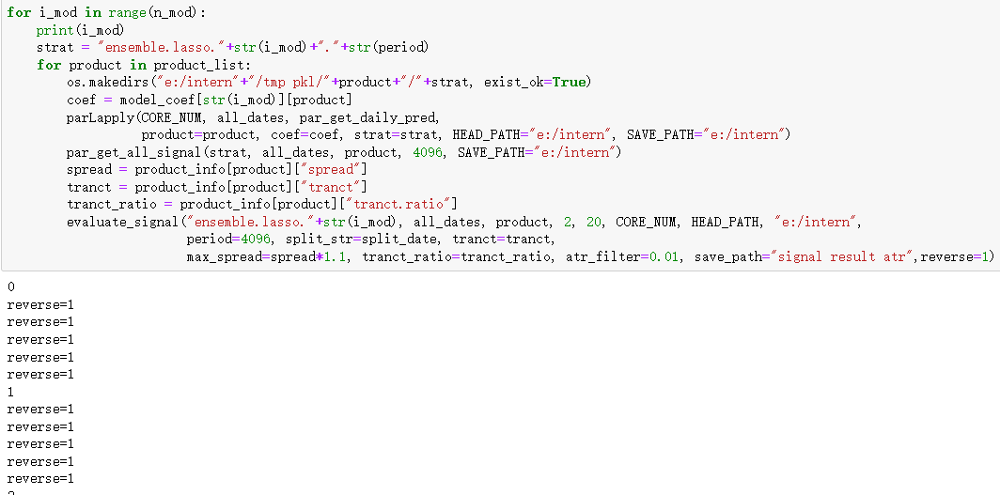 for i_mod in range(n_mod):
    print(i_mod)
    strat = "ensemble.lasso."+str(i_mod)+"."+str(period)
    for product in product_list:
        os.makedirs("e:/intern"+"/tmp pkl/"+product+"/"+strat, exist_ok=True)
        coef = model_coef[str(i_mod)][product]
        parLapply(CORE_NUM, all_dates, par_get_daily_pred,
                  product=product, coef=coef, strat=strat, HEAD_PATH="e:/intern", SAVE_PATH="e:/intern")
        par_get_all_signal(strat, all_dates, product, 4096, SAVE_PATH="e:/intern")
        spread = product_info[product]["spread"]
        tranct = product_info[product]["tranct"]
        tranct_ratio = product_info[product]["tranct.ratio"]
        evaluate_signal("ensemble.lasso."+str(i_mod), all_dates, product, 2, 20, CORE_NUM, HEAD_PATH, "e:/intern",
                        period=4096, split_str=split_date, tranct=tranct,
                        max_spread=spread*1.1, tranct_ratio=tranct_ratio, atr_filter=0.01, save_path="signal result atr",reverse=1)
0
reverse=1
reverse=1
reverse=1
reverse=1
reverse=1
1
reverse=1
reverse=1
reverse=1
reverse=1
reverse=1